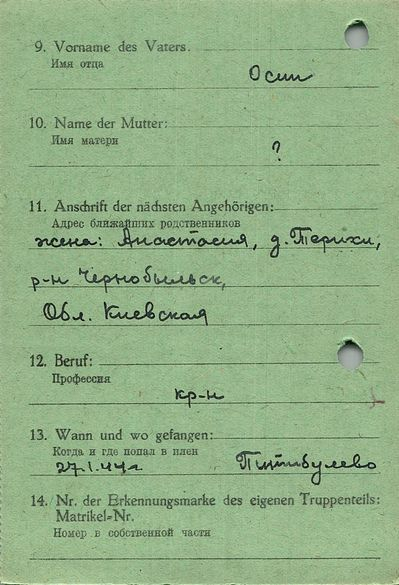 9. Vorname des Vaters.
Имя отца
Осип
10. Name der Mutter:
Имя матери
?
11. Anschrift der nächsten Angehörigen:
Адрес ближайших родственников
жена: Анастасия, д. Терихи,
р-н Чернобыльск,
Обл. Киевская
12. Beruf:
Профессия
кр-н
13. Wann und wo gefangen:
Когда и где попал в плен
27.1.44г
14. Nr. der Erkennungsmarke des eigenen Truppenteils:
Matrikel-Nr.
Номер в собственной части